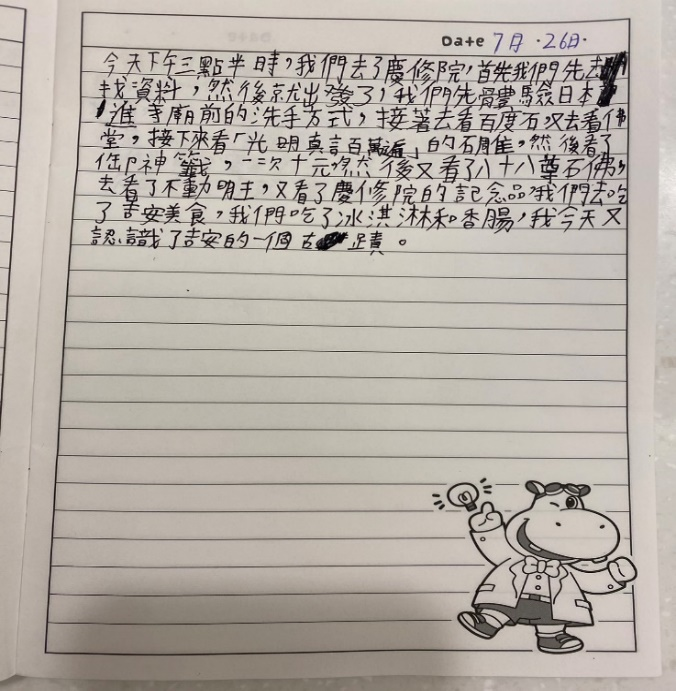 Date 7月·26日·
今天下午三點半時,我們去了慶修院,首先我們先去
找資料,然後就出發了,我們先體驗日本
進寺廟前的洗手方式,接著去看百度石,又去看佛
堂,接下來看「光明真言百萬遍」的石碓,然後看了
御神籤,一次十元,然後又看了八十八尊石佛,
去看了不動明王,又看了慶修院的記念品,我們去吃
了吉安美食,我們吃了冰淇淋和香腸,我今天又
認識了吉安的一個古蹟。